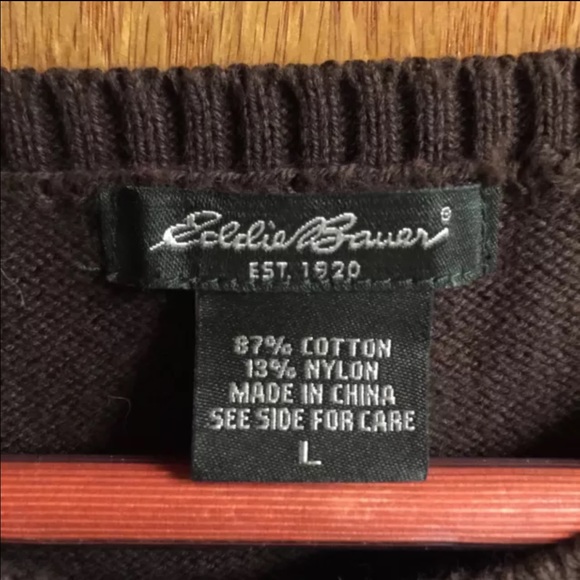 Eddie Bauer®
EST. 1920
87% COTTON
13% NYLON
MADE IN CHINA
SEE SIDE FOR CARE
L